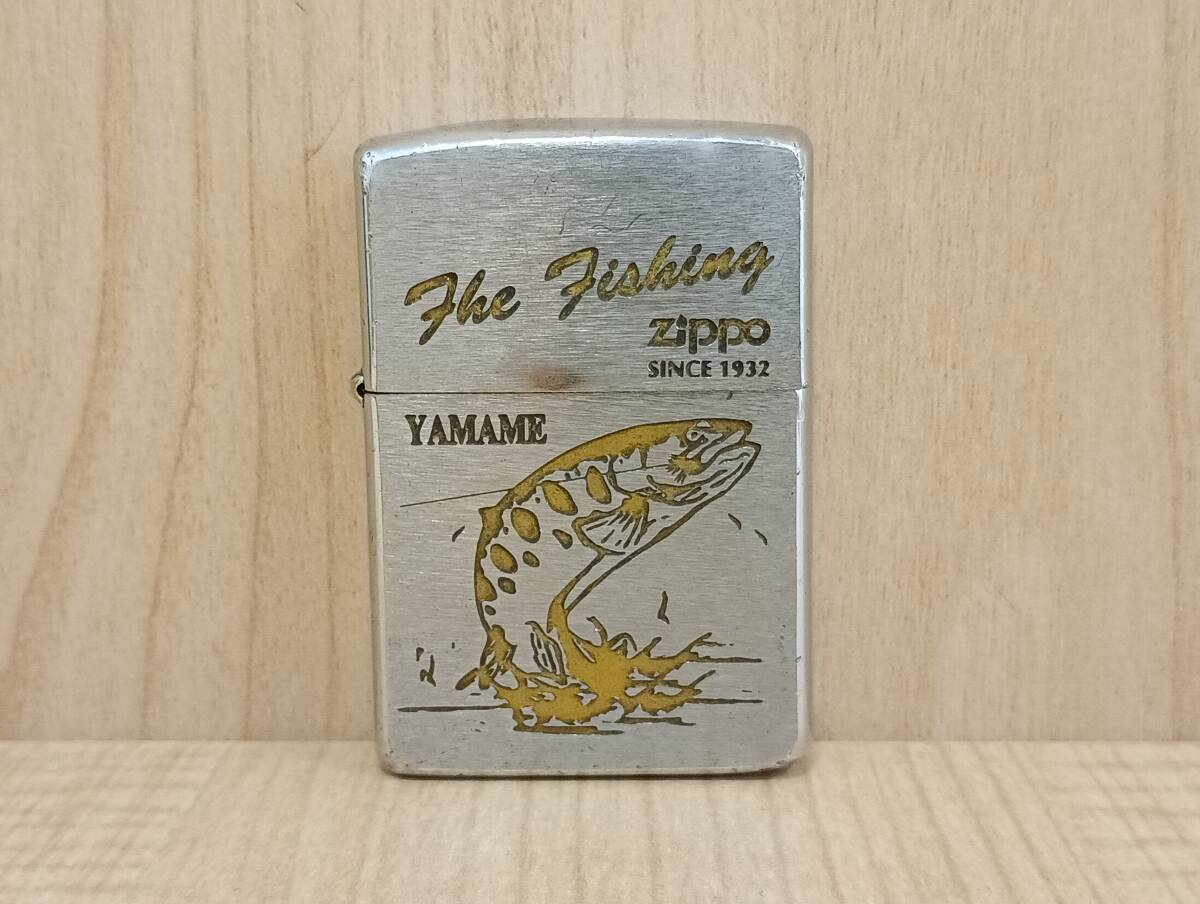 The Fishing
Zippo
SINCE 1932
YAMAME